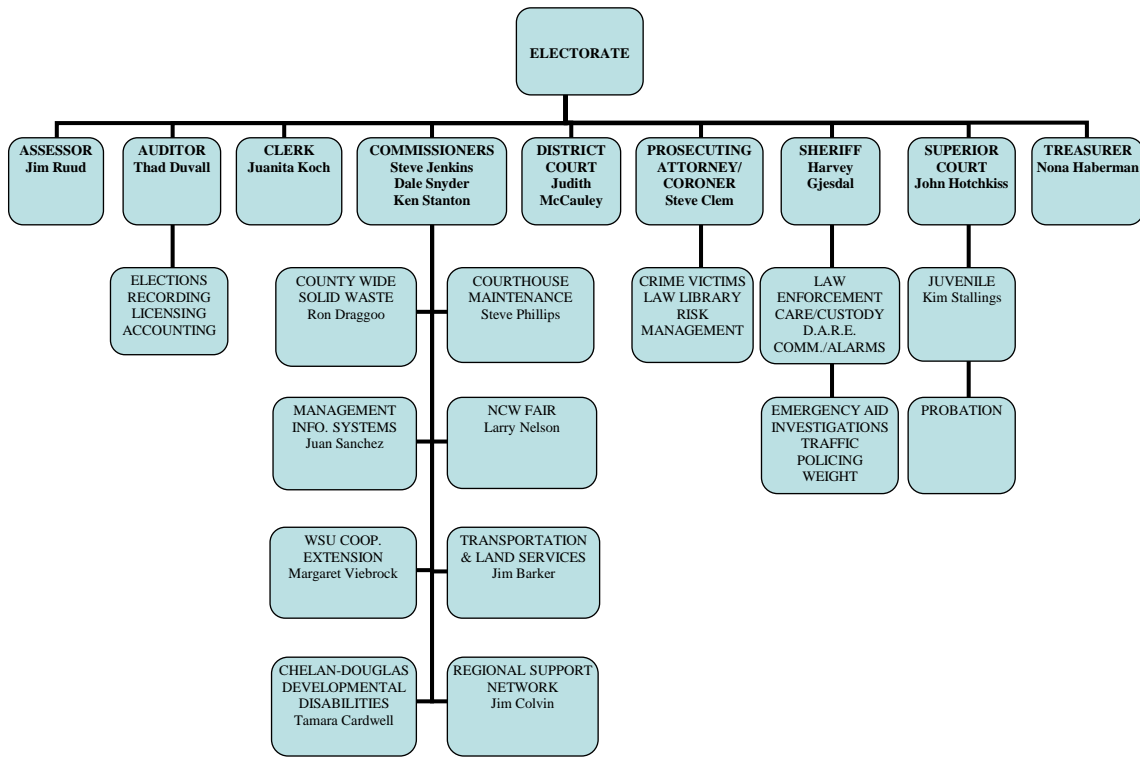 ELECTORATE
ASSESSOR
Jim Ruud
AUDITOR
Thad Duvall
CLERK
Juanita Koch
COMMISSIONERS
Steve Jenkins
Dale Snyder
Ken Stanton
DISTRICT
COURT
Judith
McCauley
PROSECUTING
ATTORNEY/
CORONER
Steve Clem
SHERIFF
Harvey
Gjesdal
SUPERIOR
COURT
John Hotchkiss
TREASURER
Nona Haberman
ELECTIONS
RECORDING
LICENSING
ACCOUNTING
COUNTY WIDE
SOLID WASTE
Ron Draggoo
COURTHOUSE
MAINTENANCE
Steve Phillips
CRIME VICTIMS
LAW LIBRARY
RISK
MANAGEMENT
LAW
ENFORCEMENT
CARE/CUSTODY
D.A.R.E.
COMM./ALARMS
JUVENILE
Kim Stallings
MANAGEMENT
INFO. SYSTEMS
Juan Sanchez
NCW FAIR
Larry Nelson
EMERGENCY AID
INVESTIGATIONS
TRAFFIC
POLICING
WEIGHT
PROBATION
WSU COOP.
EXTENSION
Margaret Viebrock
TRANSPORTATION
& LAND SERVICES
Jim Barker
CHELAN-DOUGLAS
DEVELOPMENTAL
DISABILITIES
Tamara Cardwell
REGIONAL SUPPORT
NETWORK
Jim Colvin